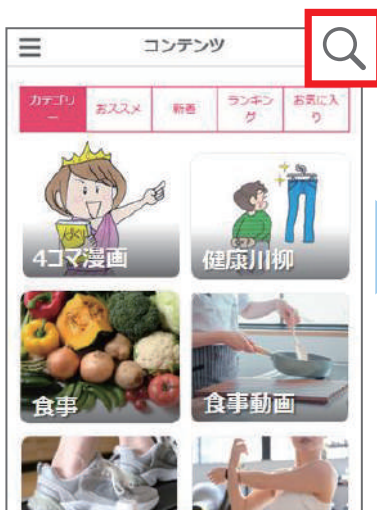 コンテンツ
カテゴリ
ー
おススメ
新着
ランキン
グ
お気に入
り
4コマ漫画
健康川柳
食事
食事動画